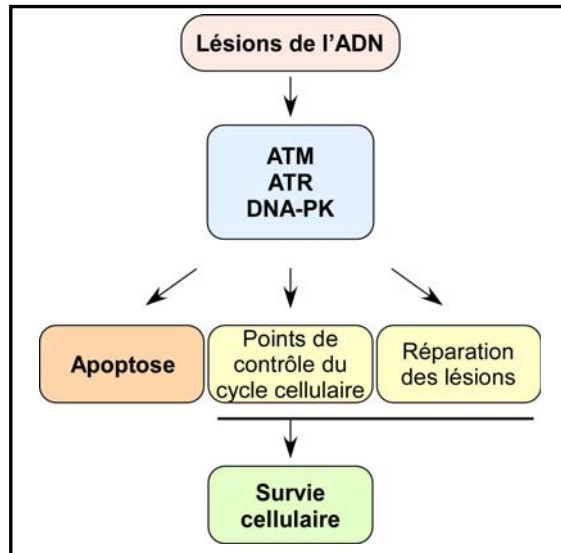 Lésions de l'ADN
ATM
ATR
DNA-PK
Apoptose
Points de
contrôle du
cycle cellulaire
Réparation
des lésions
Survie
cellulaire